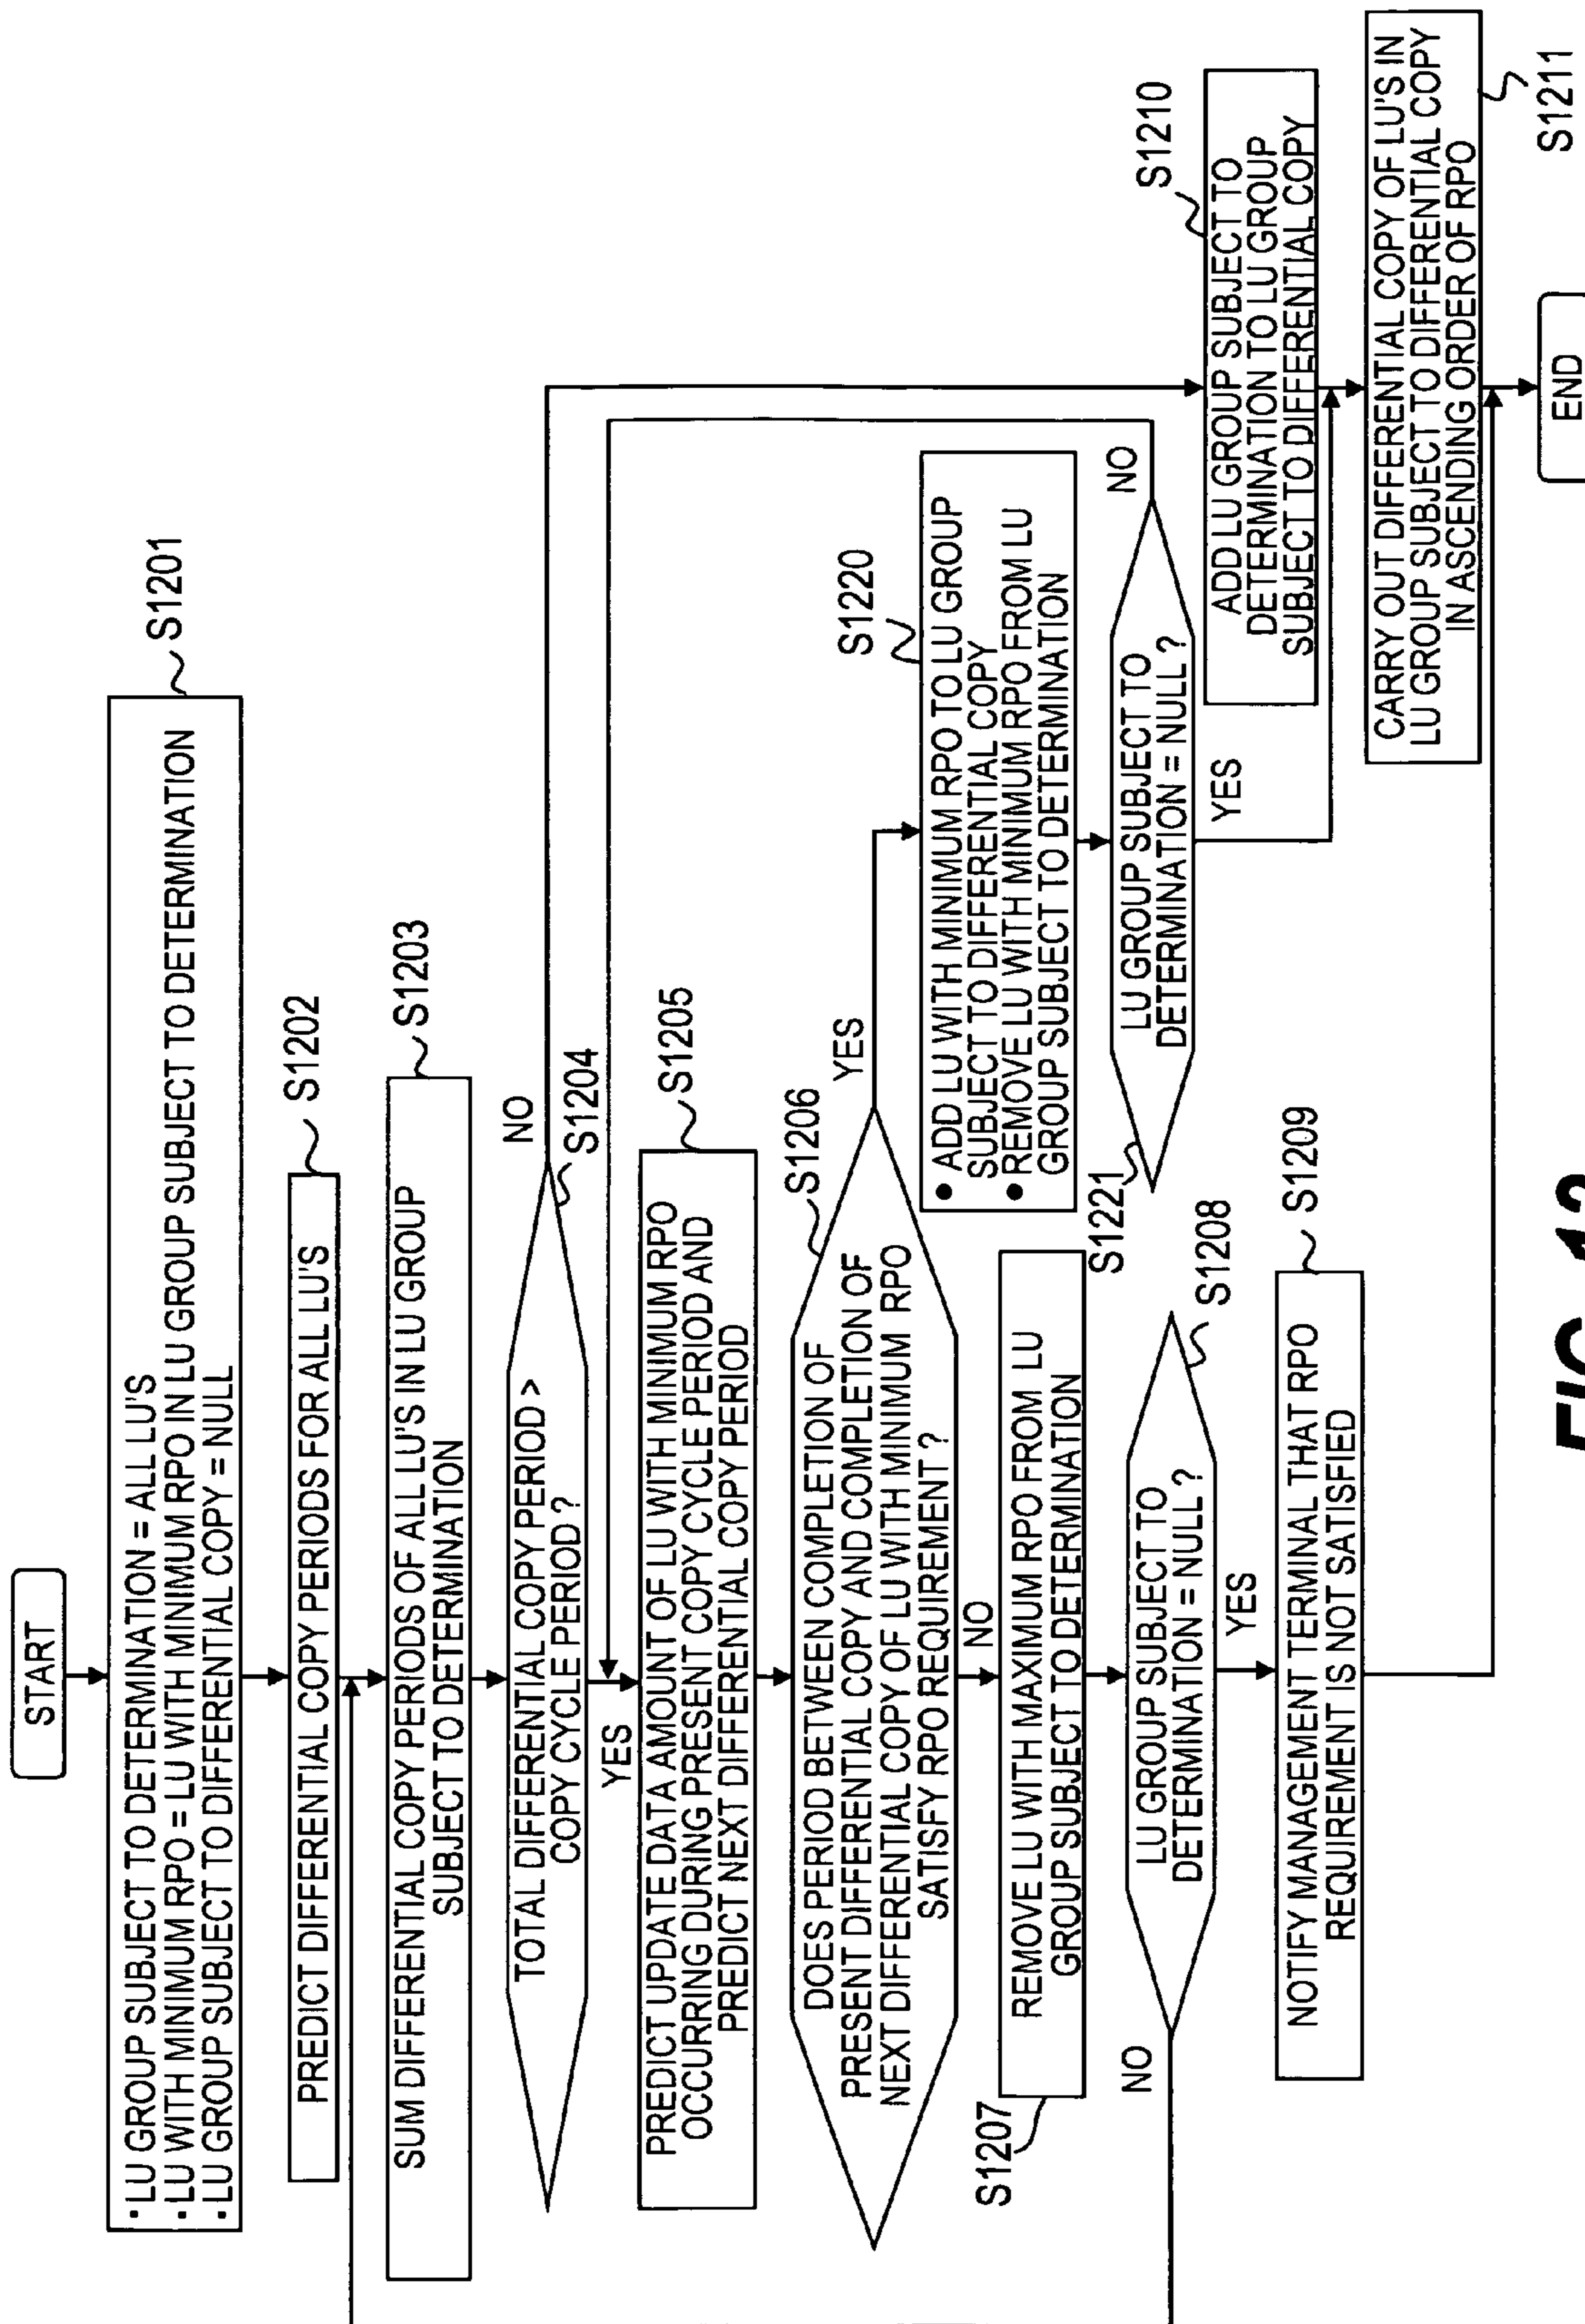 START
• LU GROUP SUBJECT TO DETERMINATION = ALL LU'S
• LU WITH MINIMUM RPO = LU WITH MINIMUM RPO IN LU GROUP SUBJECT TO DETERMINATION
• LU GROUP SUBJECT TO DIFFERENTIAL COPY = NULL
S1201
PREDICT DIFFERENTIAL COPY PERIODS FOR ALL LU'S
S1202
SUM DIFFERENTIAL COPY PERIODS OF ALL LU'S IN LU GROUP
SUBJECT TO DETERMINATION
S1203
TOTAL DIFFERENTIAL COPY PERIOD >
COPY CYCLE PERIOD ?
S1204
NO
YES
PREDICT UPDATE DATA AMOUNT OF LU WITH MINIMUM RPO
OCCURRING DURING PRESENT COPY CYCLE PERIOD AND
PREDICT NEXT DIFFERENTIAL COPY PERIOD
S1205
DOES PERIOD BETWEEN COMPLETION OF
PRESENT DIFFERENTIAL COPY AND COMPLETION OF
NEXT DIFFERENTIAL COPY OF LU WITH MINIMUM RPO
SATISFY RPO REQUIREMENT ?
S1206
YES
NO
REMOVE LU WITH MAXIMUM RPO FROM LU
GROUP SUBJECT TO DETERMINATION
S1207
LU GROUP SUBJECT TO
DETERMINATION = NULL ?
S1208
NO
YES
NOTIFY MANAGEMENT TERMINAL THAT RPO
REQUIREMENT IS NOT SATISFIED
S1209
• ADD LU WITH MINIMUM RPO TO LU GROUP
SUBJECT TO DIFFERENTIAL COPY
• REMOVE LU WITH MINIMUM RPO FROM LU
GROUP SUBJECT TO DETERMINATION
S1220
LU GROUP SUBJECT TO
DETERMINATION = NULL ?
S1221
NO
YES
ADD LU GROUP SUBJECT TO
DETERMINATION TO LU GROUP
SUBJECT TO DIFFERENTIAL COPY
S1210
CARRY OUT DIFFERENTIAL COPY OF LU'S IN
LU GROUP SUBJECT TO DIFFERENTIAL COPY
IN ASCENDING ORDER OF RPO
S1211
END